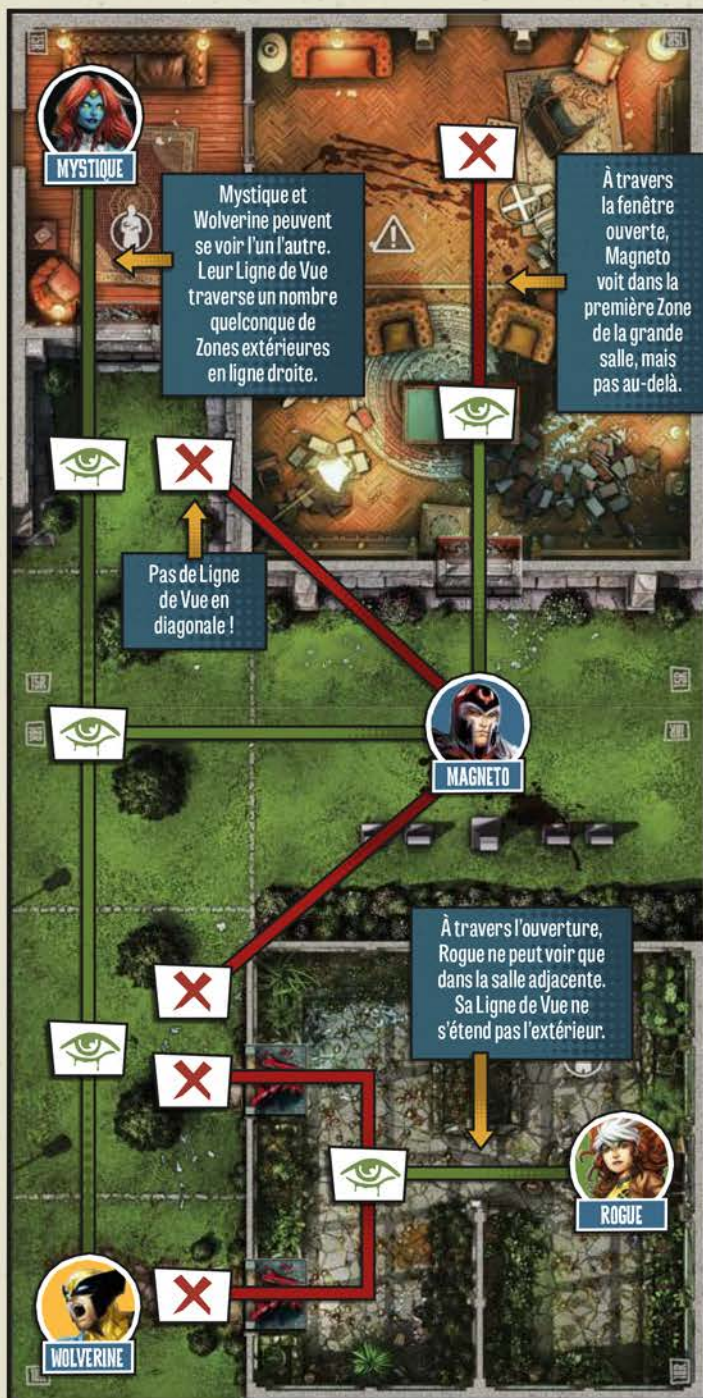 MYSTIQUE
Mystique et
Wolverine peuvent
se voir l'un l'autre.
Leur Ligne de Vue
traverse un nombre
quelconque de
Zones extérieures
en ligne droite.
À travers
la fenêtre
ouverte,
Magneto
voit dans la
première Zone
de la grande
salle, mais
pas au-delà.
Pas de Ligne
de Vue en
diagonale !
15R
MAGNETO
À travers l'ouverture,
Rogue ne peut voir que
dans la salle adjacente.
Sa Ligne de Vue ne
s'étend pas l'extérieur.
ROGUE
WOLVERINE